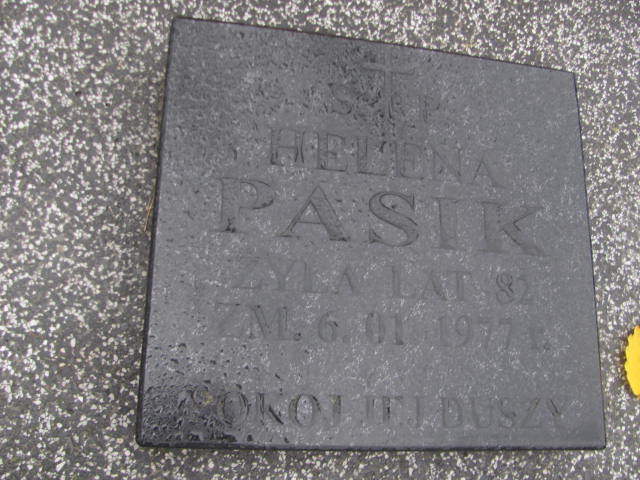 Ś P
HELENA
PASIK
ŻYŁA LAT 82
ZM. 6. 01 1977 r.
POKÓJ JEJ DUSZY